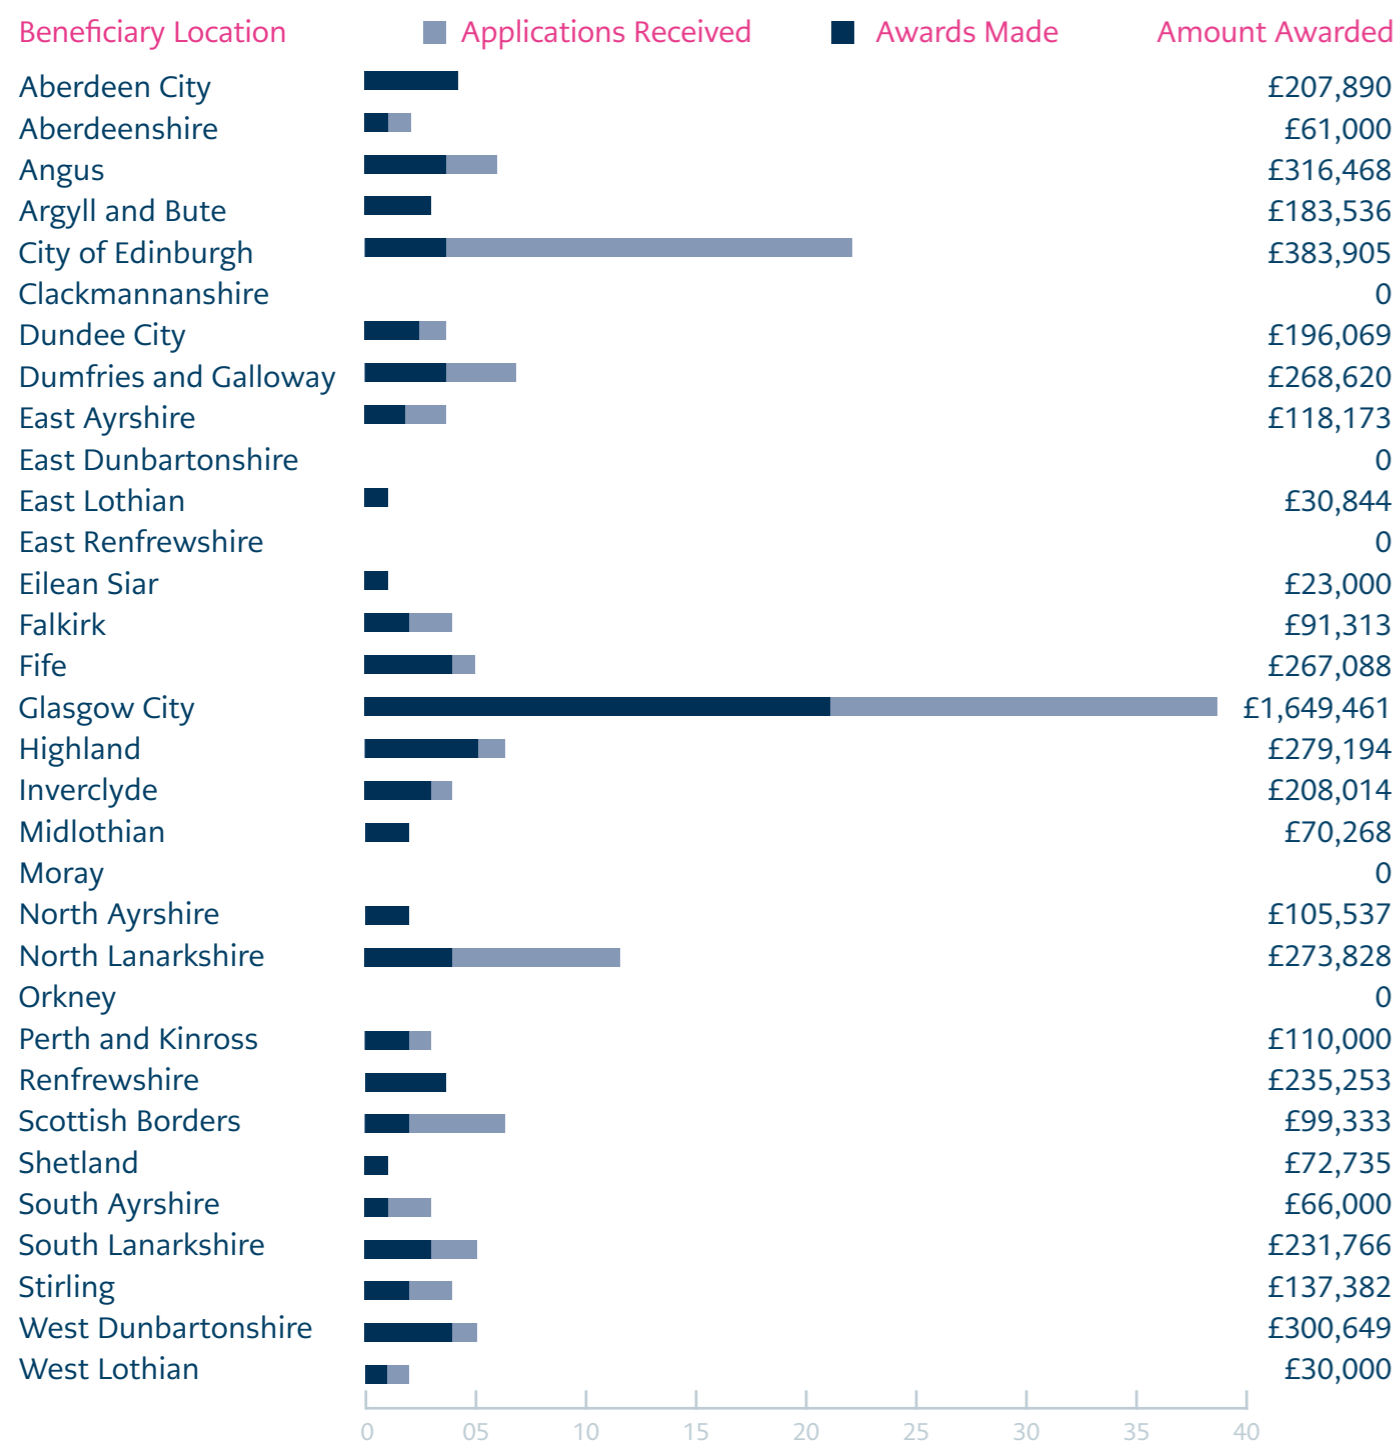 Beneficiary Location Applications Received Awards Made Amount Awarded
Aberdeen City £207,890
Aberdeenshire £61,000
Angus £316,468
Argyll and Bute £183,536
City of Edinburgh £383,905
Clackmannanshire 0
Dundee City £196,069
Dumfries and Galloway £268,620
East Ayrshire £118,173
East Dunbartonshire 0
East Lothian £30,844
East Renfrewshire 0
Eilean Siar £23,000
Falkirk £91,313
Fife £267,088
Glasgow City £1,649,461
Highland £279,194
Inverclyde £208,014
Midlothian £70,268
Moray 0
North Ayrshire £105,537
North Lanarkshire £273,828
Orkney 0
Perth and Kinross £110,000
Renfrewshire £235,253
Scottish Borders £99,333
Shetland £72,735
South Ayrshire £66,000
South Lanarkshire £231,766
Stirling £137,382
West Dunbartonshire £300,649
West Lothian £30,000
0 05 10 15 20 25 30 35 40